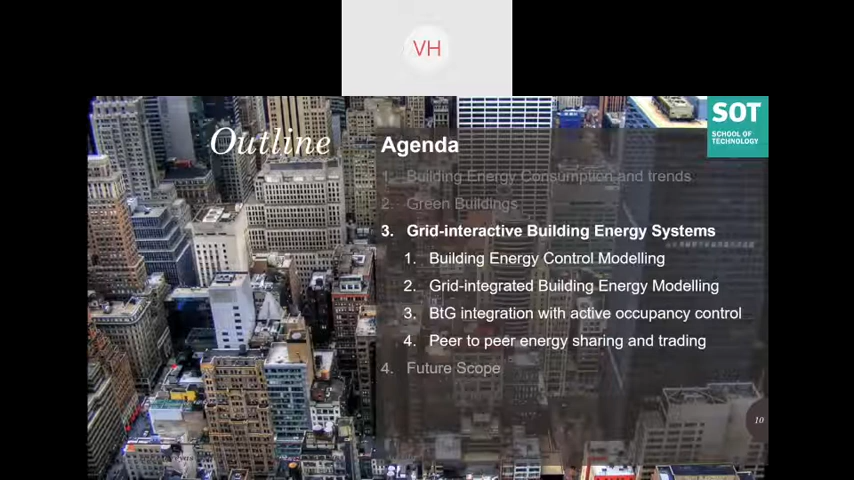 VH
SOT
SCHOOL OF
TECHNOLOGY
Outline
Agenda
1. Building Energy Consumption and trends
2. Green Buildings
3. Grid-interactive Building Energy Systems
1. Building Energy Control Modelling
2. Grid-integrated Building Energy Modelling
3. BtG integration with active occupancy control
4. Peer to peer energy sharing and trading
4. Future Scope
10